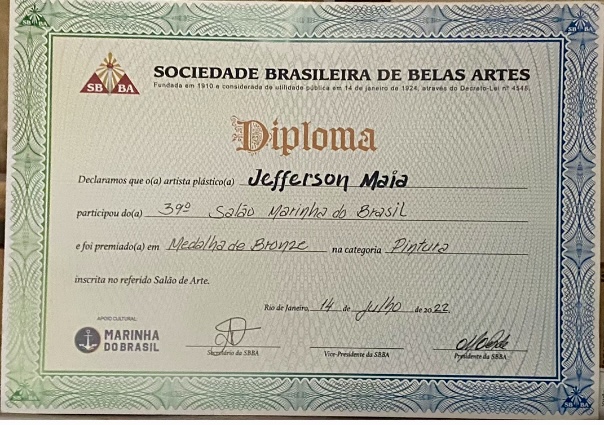 SBBA
SOCIEDADE BRASILEIRA DE BELAS ARTES
Fundada em 1910 e considerada de utilidade pública em 14 de janeiro de 1924, através do Decreto-Lei nº 4545.
Diploma
Declaramos que o(a) artista plástico(a) Jefferson Maia
participou do(a) 39º Salão Marinha do Brasil
e foi premiado(a) em Medalha de Bronze na categoria Pintura
inscrita no referido Salão de Arte.
Rio de Janeiro, 14 de Julho de 2022
APOIO CULTURAL:
MARINHA
DO BRASIL
Secretário da SBBA
Vice-Presidente da SBBA
Presidente da SBBA